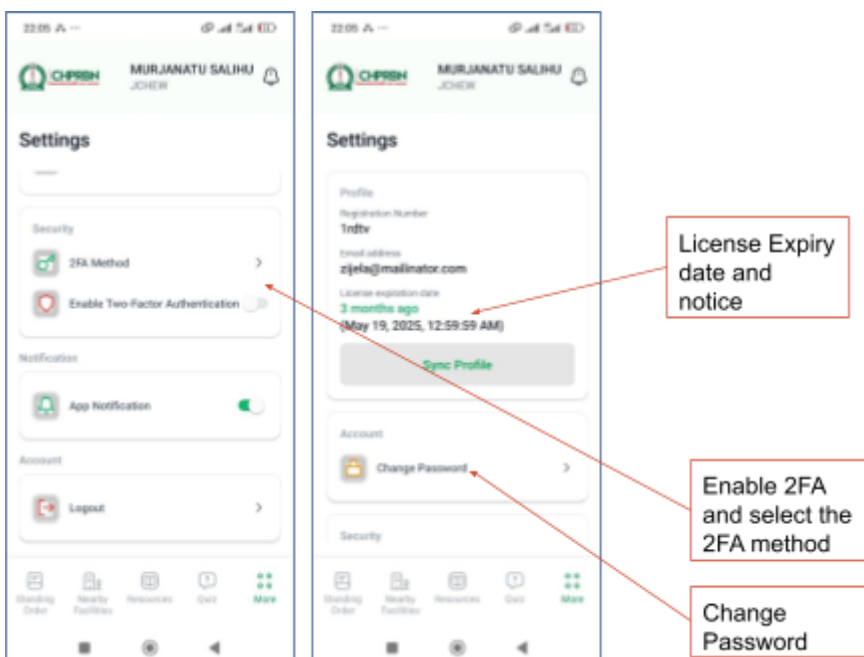 22:05
CHPRBN
MURJANATU SALIHU
JCHEW
Settings
Security
2FA Method
Enable Two-Factor Authentication
Notification
App Notification
Account
Logout
Standing Order
Nearby Facilities
Resources
Quiz
More
22:05
CHPRBN
MURJANATU SALIHU
JCHEW
Settings
Profile
Registration Number
1rdtv
Email address
zijela@mailinator.com
License expiration date
3 months ago
(May 19, 2025, 12:59:59 AM)
Sync Profile
Account
Change Password
Security
Standing Order
Nearby Facilities
Resources
Quiz
More
License Expiry
date and
notice
Enable 2FA
and select the
2FA method
Change
Password